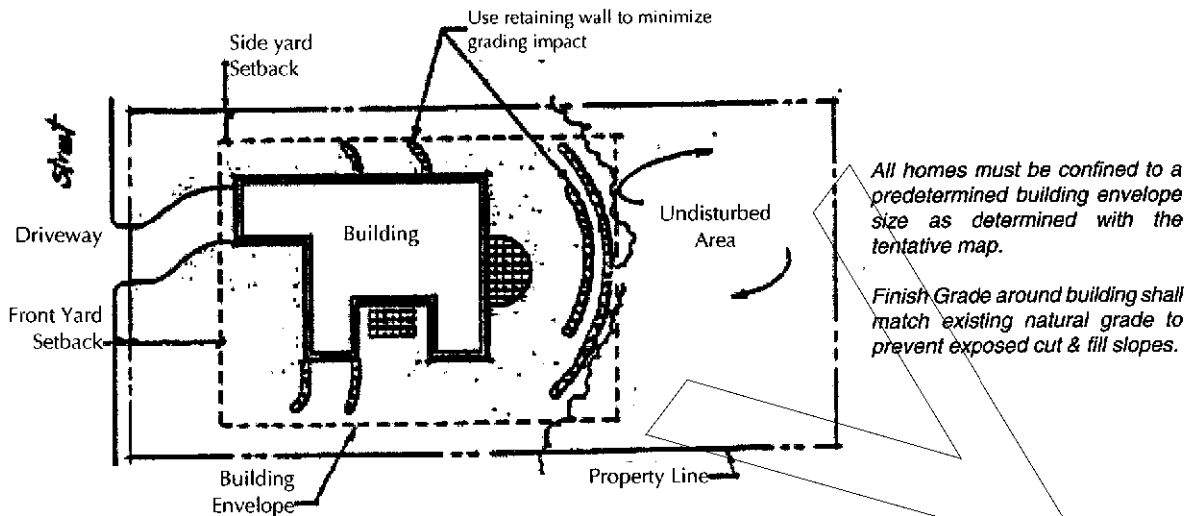 Use retaining wall to minimize
grading impact
Side yard
Setback
Street
Driveway
Building
Undisturbed
Area
Front Yard
Setback
Building
Envelope
Property Line
All homes must be confined to a
predetermined building envelope
size as determined with the
tentative map.
Finish Grade around building shall
match existing natural grade to
prevent exposed cut & fill slopes.